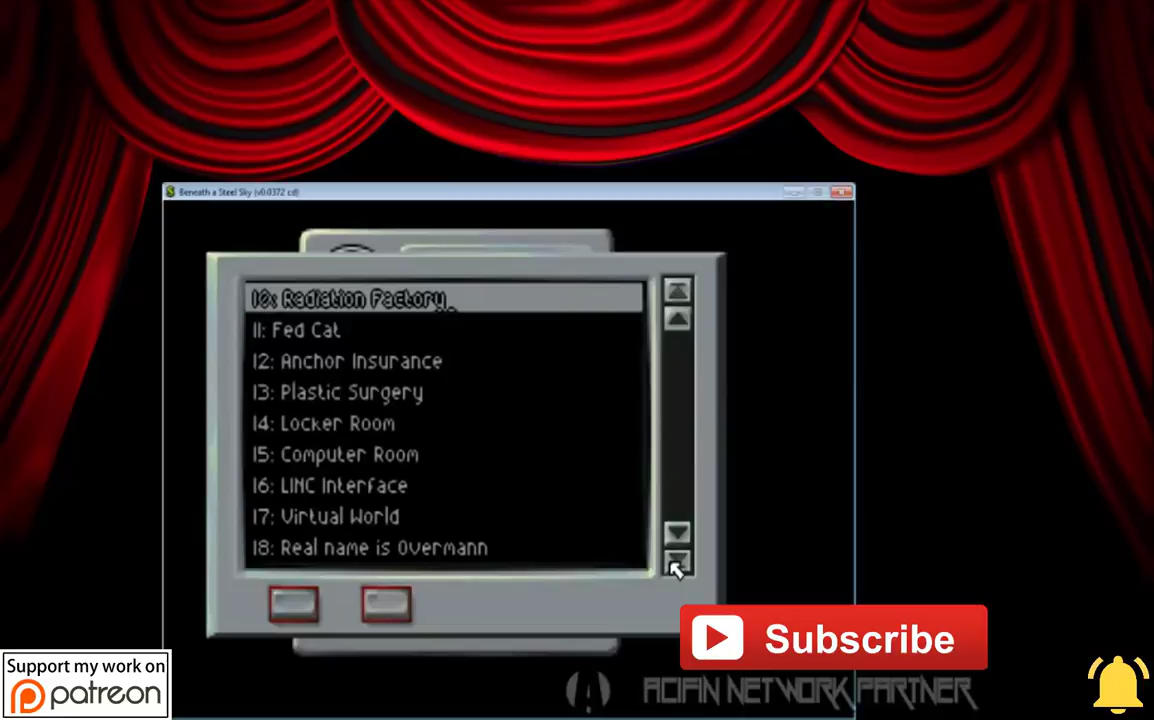 Beneath a Steel Sky (v0.0372 cd)
10: Radiation Factory_
11: Fed Cat
12: Anchor Insurance
13: Plastic Surgery
14: Locker Room
15: Computer Room
16: LINC Interface
17: Virtual World
18: Real name is Overmann
Subscribe
Support my work on
patreon
ACIAN NETWORK PARTNER